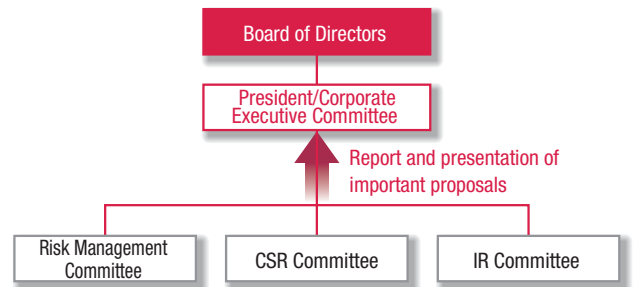 Board of Directors
President/Corporate
Executive Committee
Report and presentation of
important proposals
Risk Management
Committee
CSR Committee
IR Committee